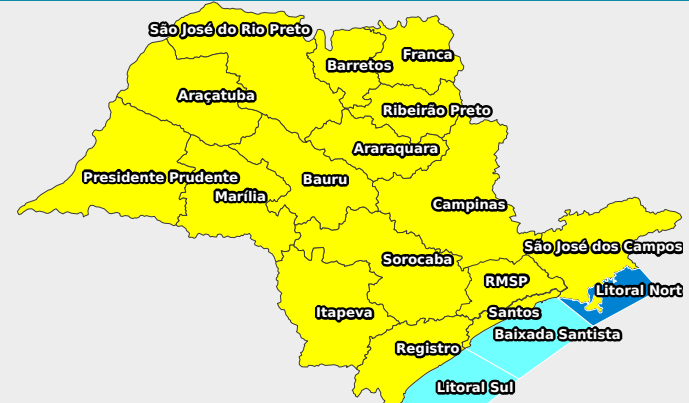 São José do Rio Preto
Franca
Barretos
Araçatuba
Ribeirão Preto
Araraquara
Presidente Prudente
Bauru
Marília
Campinas
São José dos Campos
Sorocaba
RMSP
Litoral Nort
Itapeva
Santos
Baixada Santista
Registro
Litoral Sul